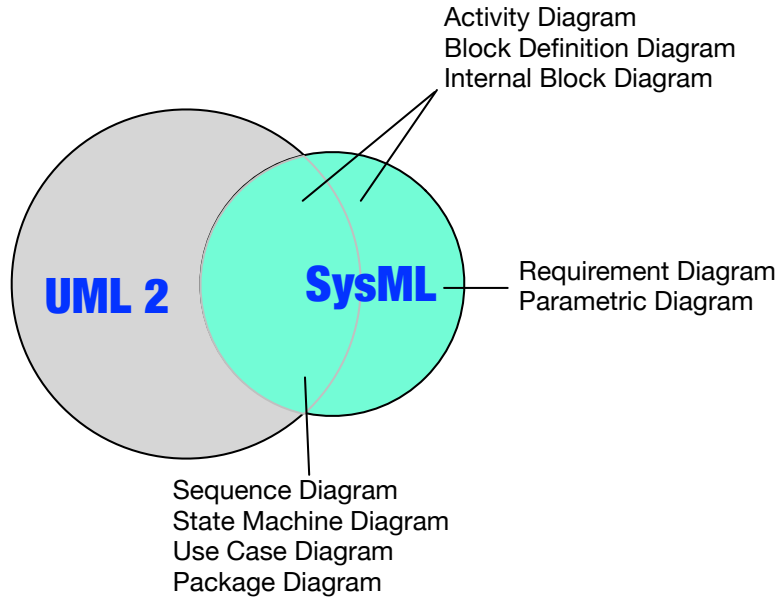 Activity Diagram
Block Definition Diagram
Internal Block Diagram
UML 2
SysML
Requirement Diagram
Parametric Diagram
Sequence Diagram
State Machine Diagram
Use Case Diagram
Package Diagram